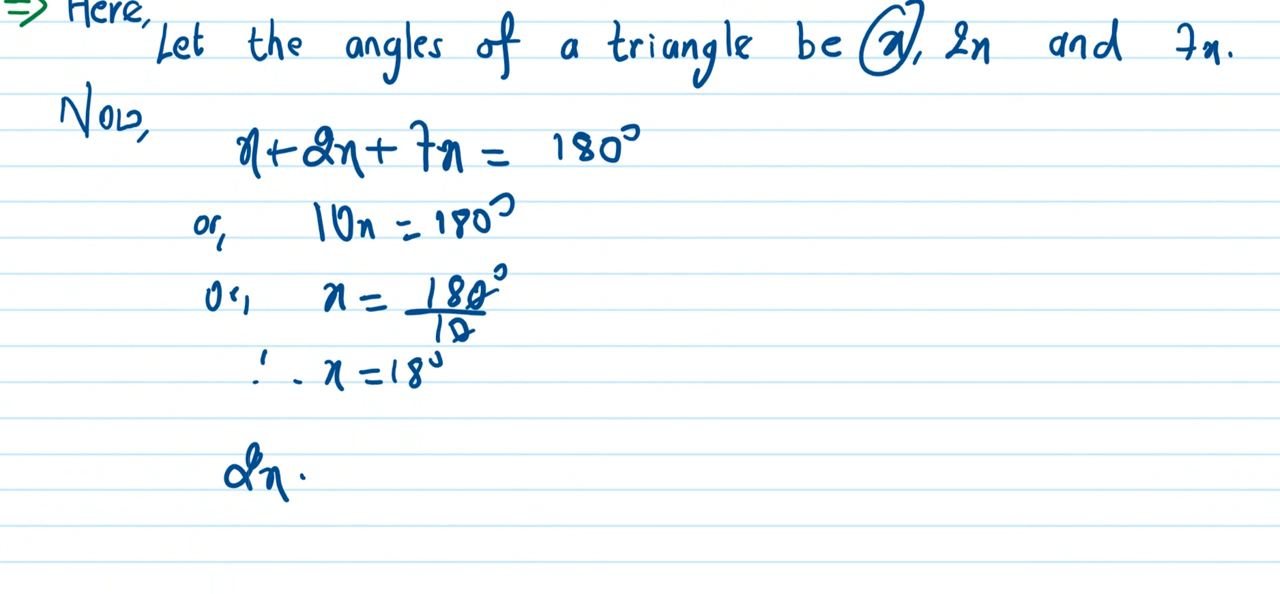 => Here,
Let the angles of a triangle be x, 2x and 7x.
Now,
x + 2x + 7x = 180°
or, 10x = 180°
or, x = 180°/10
∴ x = 18°
2x.